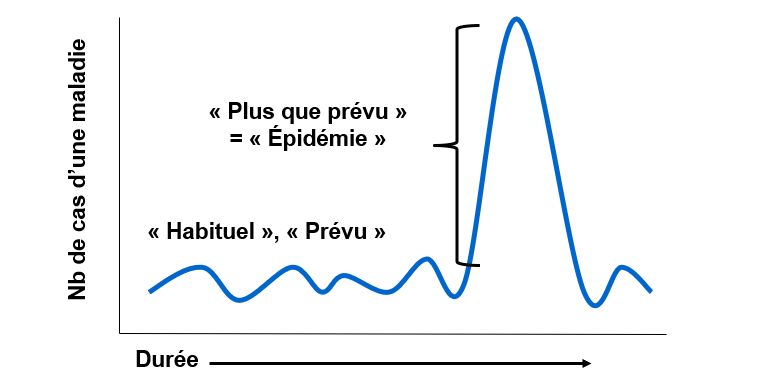 Nb de cas d’une maladie
« Plus que prévu »
= « Épidémie »
« Habituel », « Prévu »
Durée